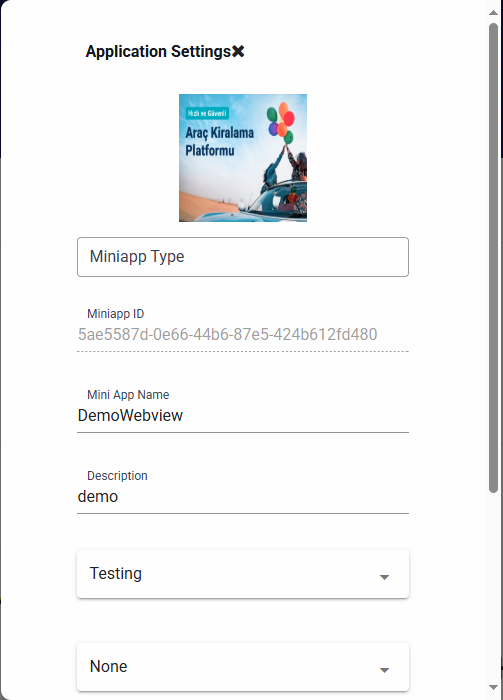 Application Settings
Hızlı ve Güvenli
Araç Kiralama
Platformu
Miniapp Type
Miniapp ID
5ae5587d-0e66-44b6-87e5-424b612fd480
Mini App Name
DemoWebview
Description
demo
Testing
None